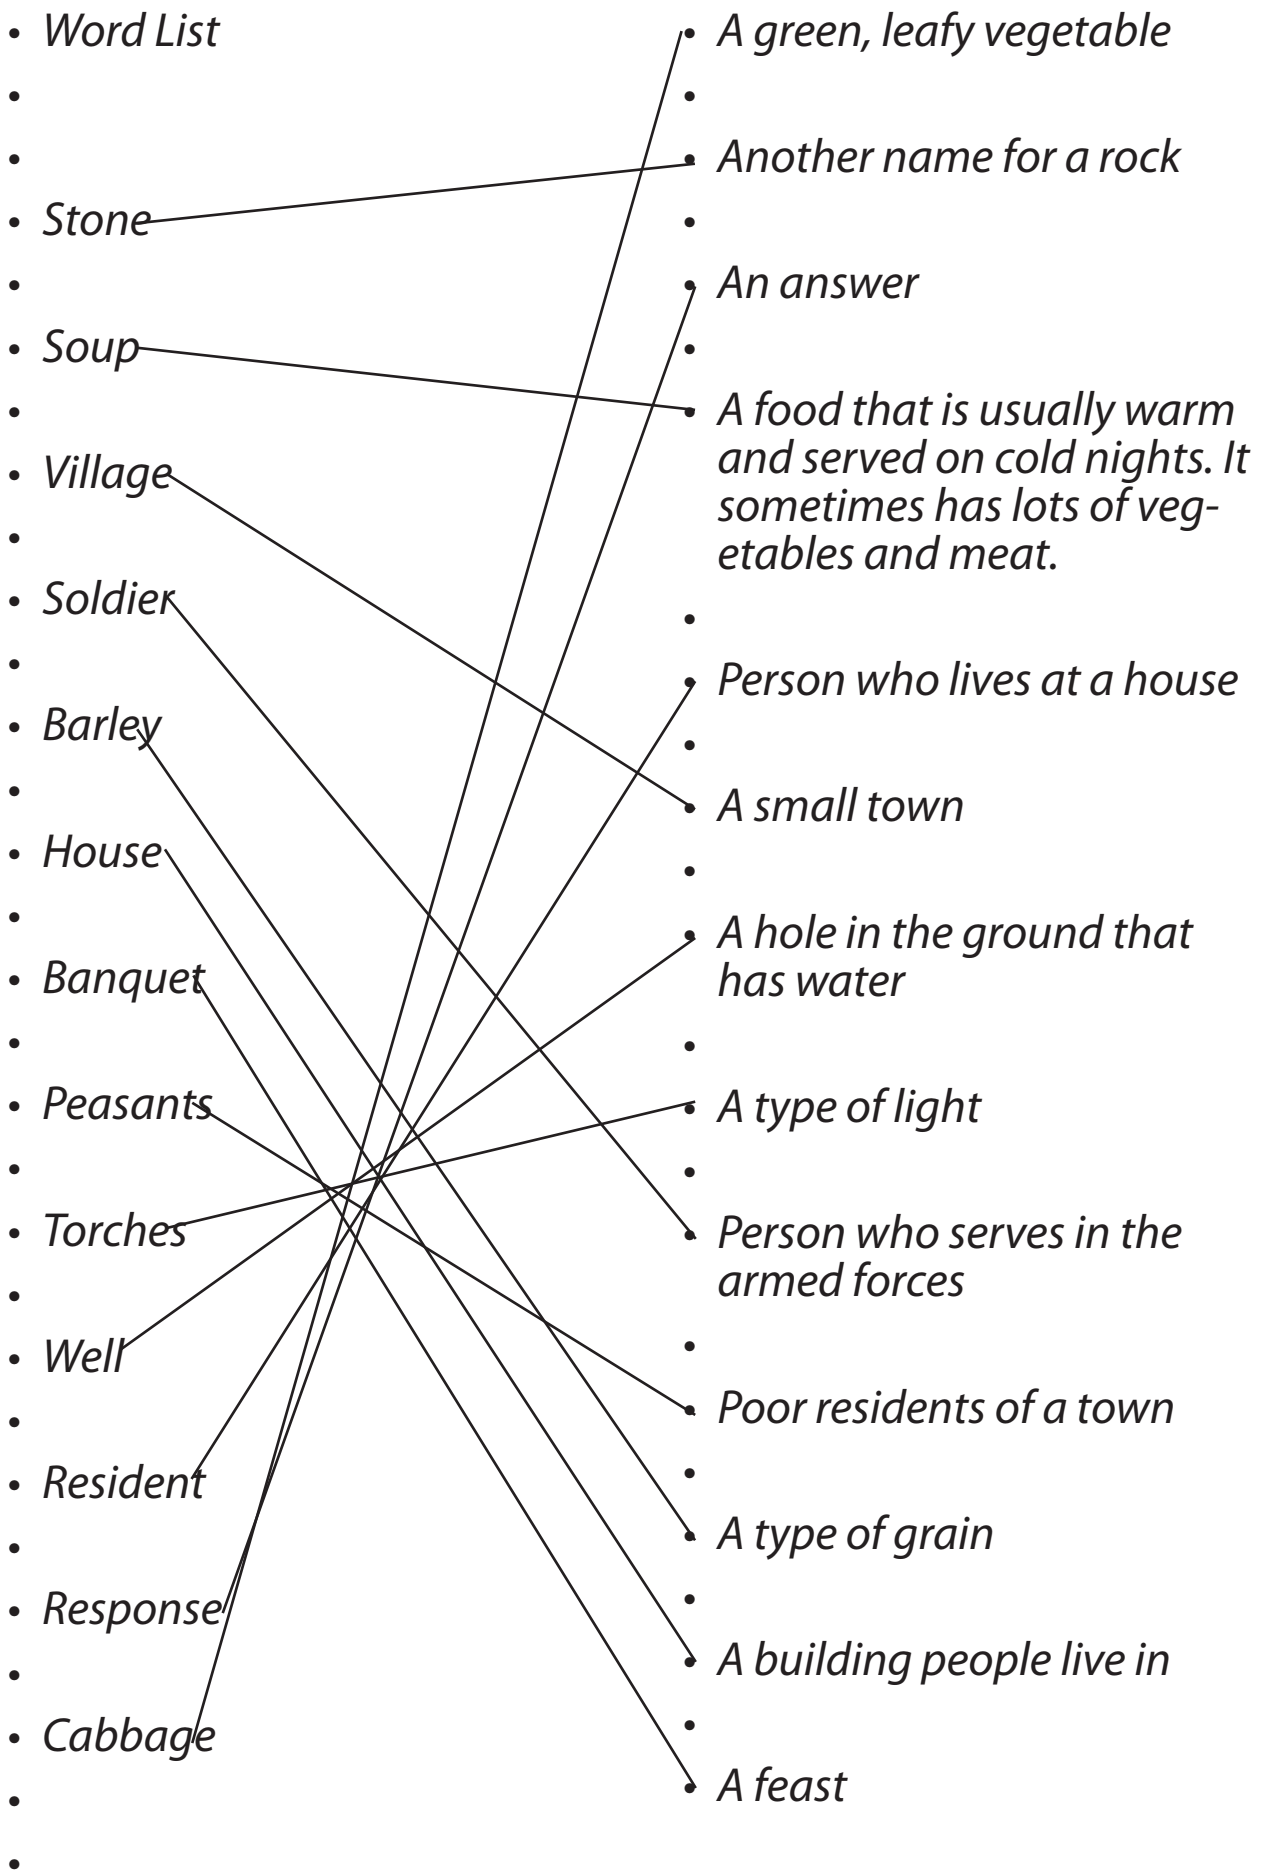 Word List
Stone
Soup
Village
Soldier
Barley
House
Banquet
Peasants
Torches
Well
Resident
Response
Cabbage
A green, leafy vegetable
Another name for a rock
An answer
A food that is usually warm
and served on cold nights. It
sometimes has lots of veg-
etables and meat.
Person who lives at a house
A small town
A hole in the ground that
has water
A type of light
Person who serves in the
armed forces
Poor residents of a town
A type of grain
A building people live in
A feast